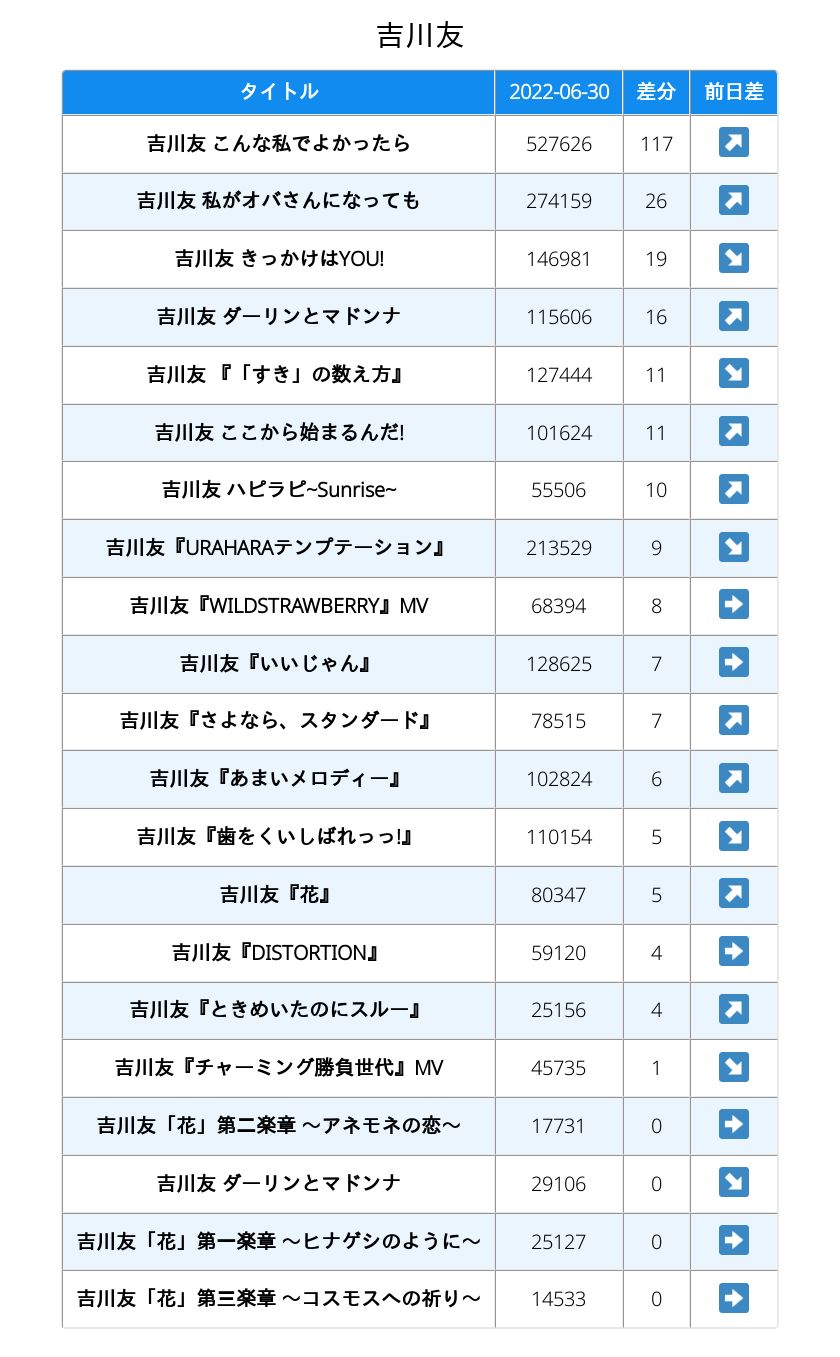 吉川友
タイトル 2022-06-30 差分 前日差
吉川友 こんな私でよかったら 527626 117 ↗
吉川友 私がオバさんになっても 274159 26 ↗
吉川友 きっかけはYOU! 146981 19 ↘
吉川友 ダーリンとマドンナ 115606 16 ↗
吉川友 『「すき」の数え方』 127444 11 ↘
吉川友 ここから始まるんだ! 101624 11 ↗
吉川友 ハピラピ~Sunrise~ 55506 10 ↗
吉川友『URAHARAテンプテーション』 213529 9 ↘
吉川友『WILDSTRAWBERRY』MV 68394 8 ➡
吉川友『いいじゃん』 128625 7 ➡
吉川友『さよなら、スタンダード』 78515 7 ↗
吉川友『あまいメロディー』 102824 6 ↗
吉川友『歯をくいしばれっっ!』 110154 5 ↘
吉川友『花』 80347 5 ↗
吉川友『DISTORTION』 59120 4 ➡
吉川友『ときめいたのにスルー』 25156 4 ↗
吉川友『チャーミング勝負世代』MV 45735 1 ↘
吉川友「花」第二楽章 〜アネモネの恋〜 17731 0 ➡
吉川友 ダーリンとマドンナ 29106 0 ↘
吉川友「花」第一楽章 〜ヒナゲシのように〜 25127 0 ➡
吉川友「花」第三楽章 〜コスモスへの祈り〜 14533 0 ➡